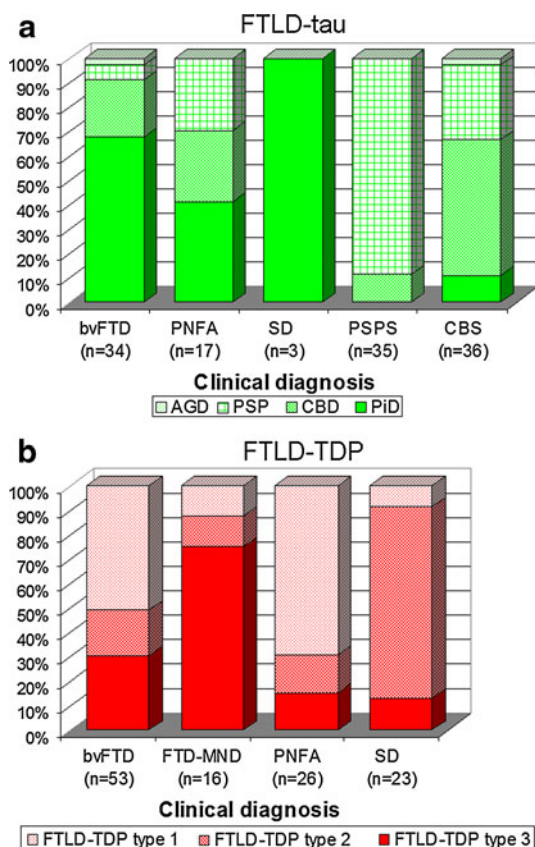 a
FTLD-tau
100%
90%
80%
70%
60%
50%
40%
30%
20%
10%
0%
bvFTD PNFA SD PSPS CBS
(n=34) (n=17) (n=3) (n=35) (n=36)
Clinical diagnosis
AGD PSP CBD PiD
b
FTLD-TDP
100%
90%
80%
70%
60%
50%
40%
30%
20%
10%
0%
bvFTD FTD-MND PNFA SD
(n=53) (n=16) (n=26) (n=23)
Clinical diagnosis
FTLD-TDP type 1 FTLD-TDP type 2 FTLD-TDP type 3